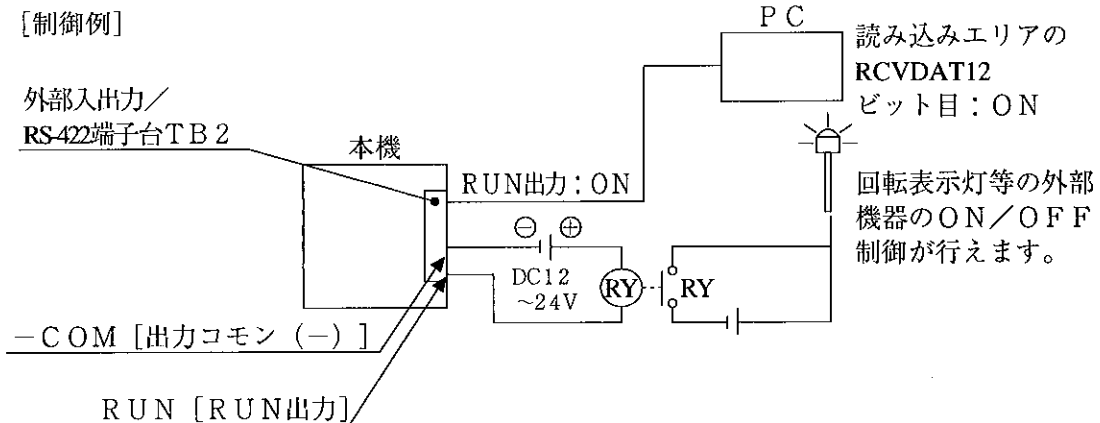 [制御例]
PC
読み込みエリアの
RCVDAT12
ビット目：ON
外部入出力／
RS-422端子台TB2
本機
RUN出力：ON
⊖ ⊕
DC12
～24V
RY
RY
回転表示灯等の外部
機器のON／OFF
制御が行えます。
－COM [出力コモン（－）]
RUN [RUN出力]